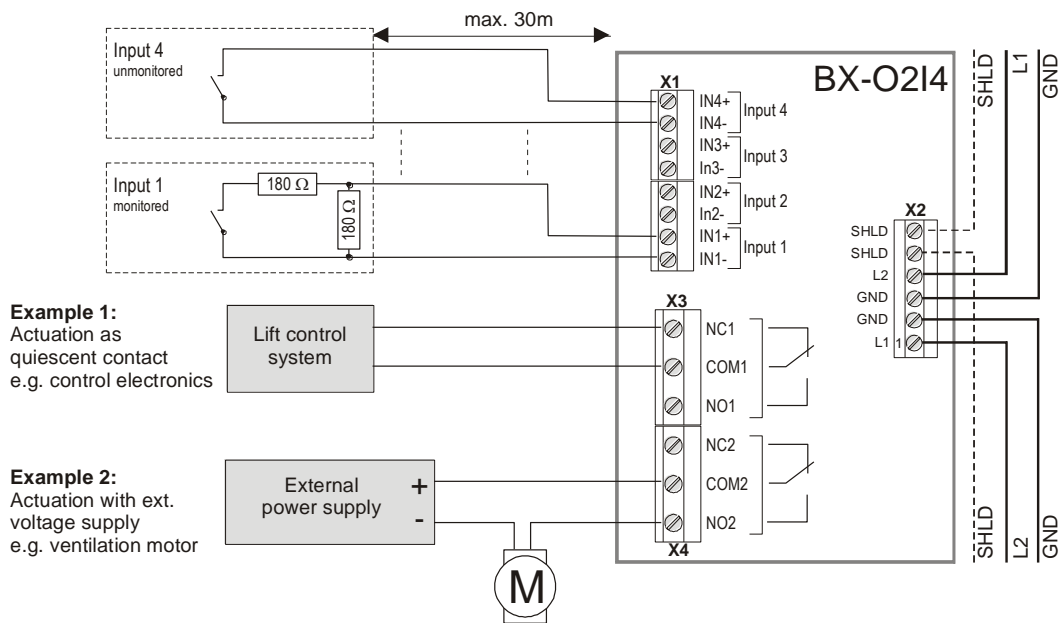 max. 30m
Input 4
unmonitored
BX-O2I4
SHLD
L1
GND
X1
IN4+
IN4-
Input 4
IN3+
In3-
Input 3
IN2+
In2-
Input 2
IN1+
IN1-
Input 1
Input 1
monitored
180 Ω
180 Ω
X2
SHLD
SHLD
L2
GND
GND
L1 1
Example 1:
Actuation as
quiescent contact
e.g. control electronics
Lift control
system
X3
NC1
COM1
NO1
Example 2:
Actuation with ext.
voltage supply
e.g. ventilation motor
External
power supply
+
-
M
NC2
COM2
NO2
X4
SHLD
L2
GND